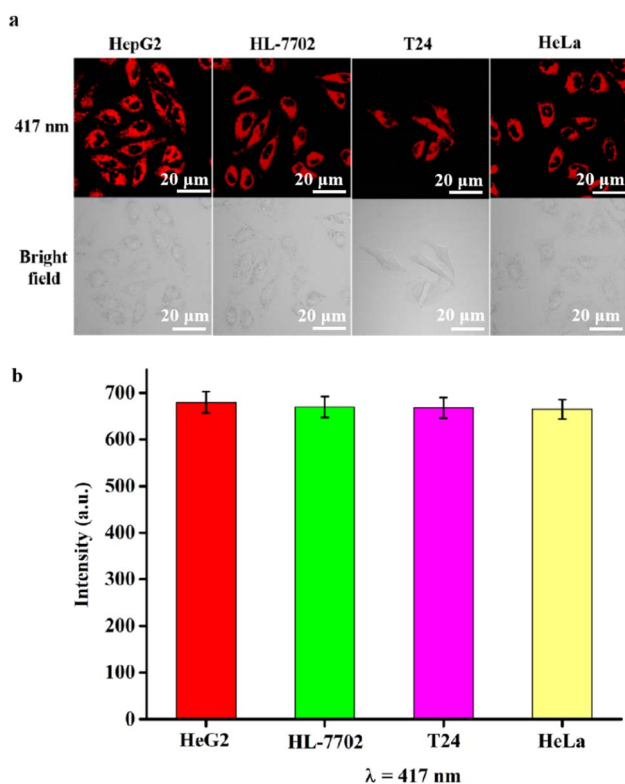 a
HepG2 HL-7702 T24 HeLa
417 nm
20 µm 20 µm 20 µm 20 µm
Bright
field
20 µm 20 µm 20 µm 20 µm
b
Intensity (a.u.)
700
600
500
400
300
200
100
0
HeG2 HL-7702 T24 HeLa
λ = 417 nm